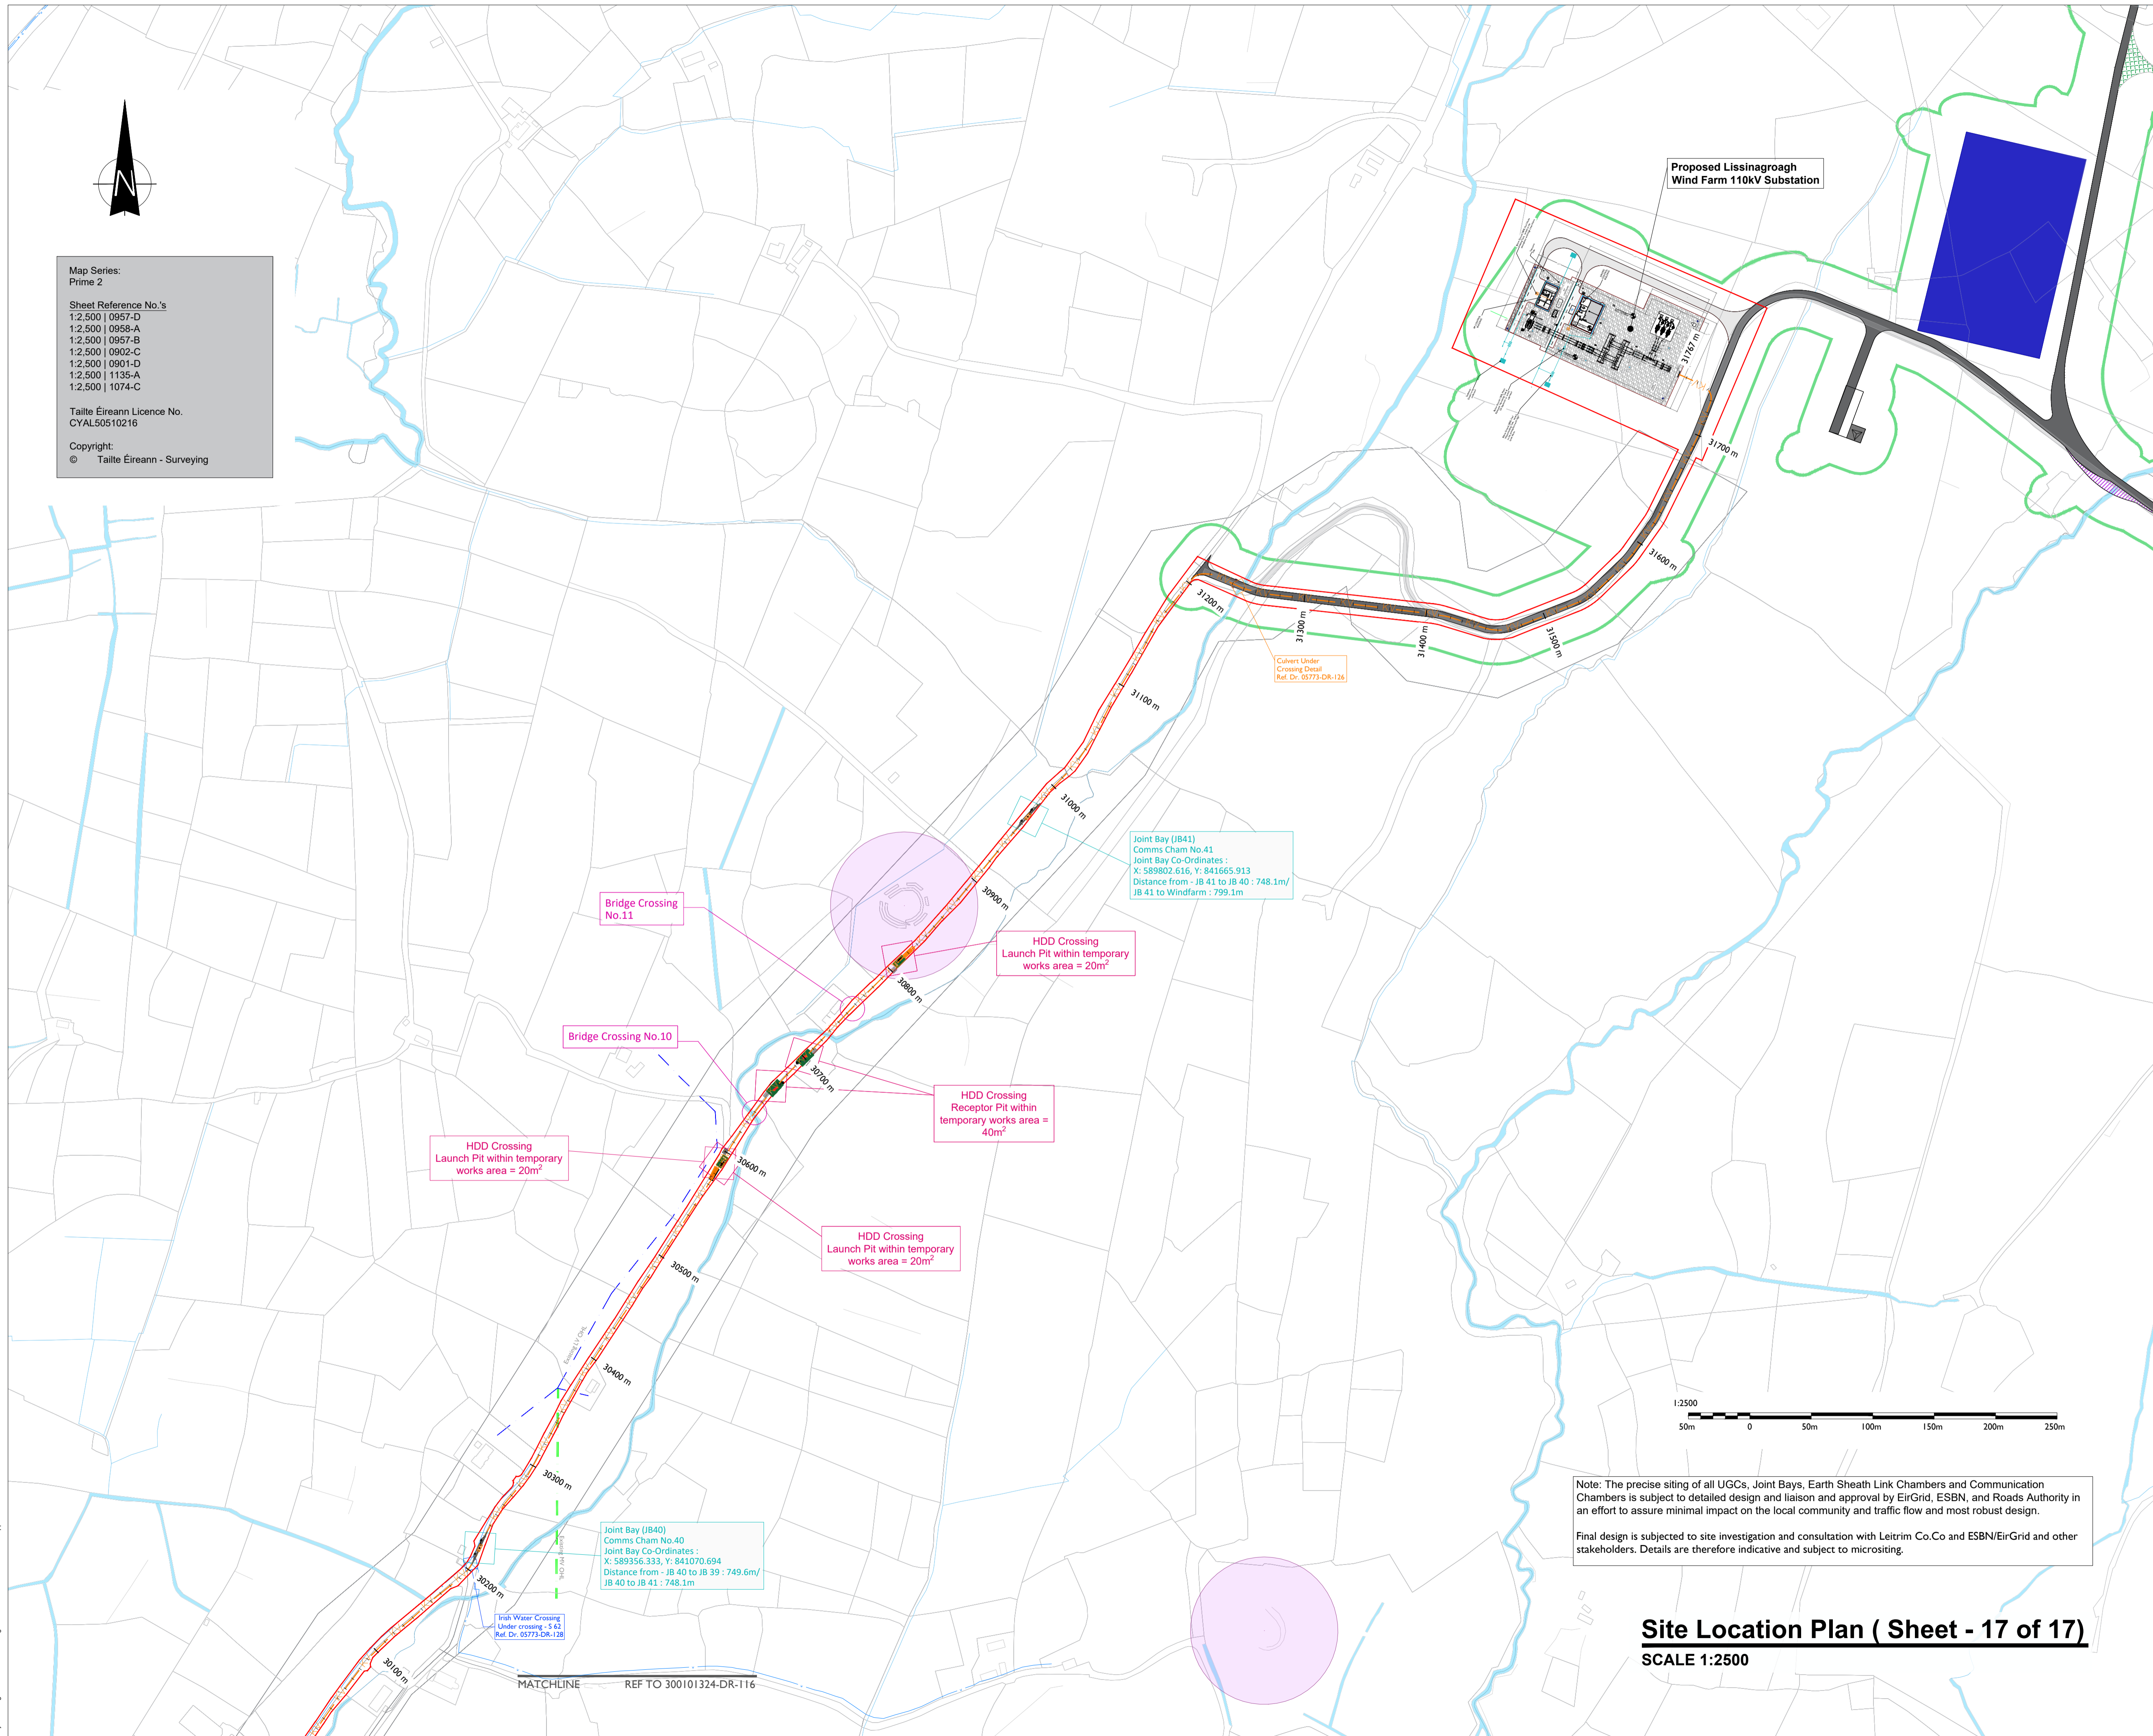 N
Map Series:
Prime 2
Sheet Reference No.'s
1:2,500 | 0957-D
1:2,500 | 0958-A
1:2,500 | 0957-B
1:2,500 | 0902-C
1:2,500 | 0901-D
1:2,500 | 1135-A
1:2,500 | 1074-C
Tailte Éireann Licence No.
CYAL50510216
Copyright:
© Tailte Éireann - Surveying
Proposed Lissinagroagh
Wind Farm 110kV Substation
31767 m
31700 m
31600 m
31500 m
31400 m
31300 m
31200 m
Culvert Under
Crossing Detail
Ref. Dr. 05773-DR-126
31100 m
31000 m
Joint Bay (JB41)
Comms Cham No.41
Joint Bay Co-Ordinates :
X: 589802.616, Y: 841665.913
Distance from - JB 41 to JB 40 : 748.1m/
JB 41 to Windfarm : 799.1m
30900 m
Bridge Crossing
No.11
HDD Crossing
Launch Pit within temporary
works area = 20m²
30800 m
Bridge Crossing No.10
30700 m
HDD Crossing
Receptor Pit within
temporary works area =
40m²
HDD Crossing
Launch Pit within temporary
works area = 20m²
30600 m
HDD Crossing
Launch Pit within temporary
works area = 20m²
30500 m
Existing LV OHL
30400 m
30300 m
Existing MV OHL
Joint Bay (JB40)
Comms Cham No.40
Joint Bay Co-Ordinates :
X: 589356.333, Y: 841070.694
Distance from - JB 40 to JB 39 : 749.6m/
JB 40 to JB 41 : 748.1m
30200 m
Irish Water Crossing
Under crossing - S 62
Ref. Dr. 05773-DR-128
30100 m
MATCHLINE REF TO 300101324-DR-116
1:2500
50m 0 50m 100m 150m 200m 250m
Note: The precise siting of all UGCs, Joint Bays, Earth Sheath Link Chambers and Communication
Chambers is subject to detailed design and liaison and approval by EirGrid, ESBN, and Roads Authority in
an effort to assure minimal impact on the local community and traffic flow and most robust design.
Final design is subjected to site investigation and consultation with Leitrim Co.Co and ESBN/EirGrid and other
stakeholders. Details are therefore indicative and subject to micrositing.
Site Location Plan ( Sheet - 17 of 17)
SCALE 1:2500